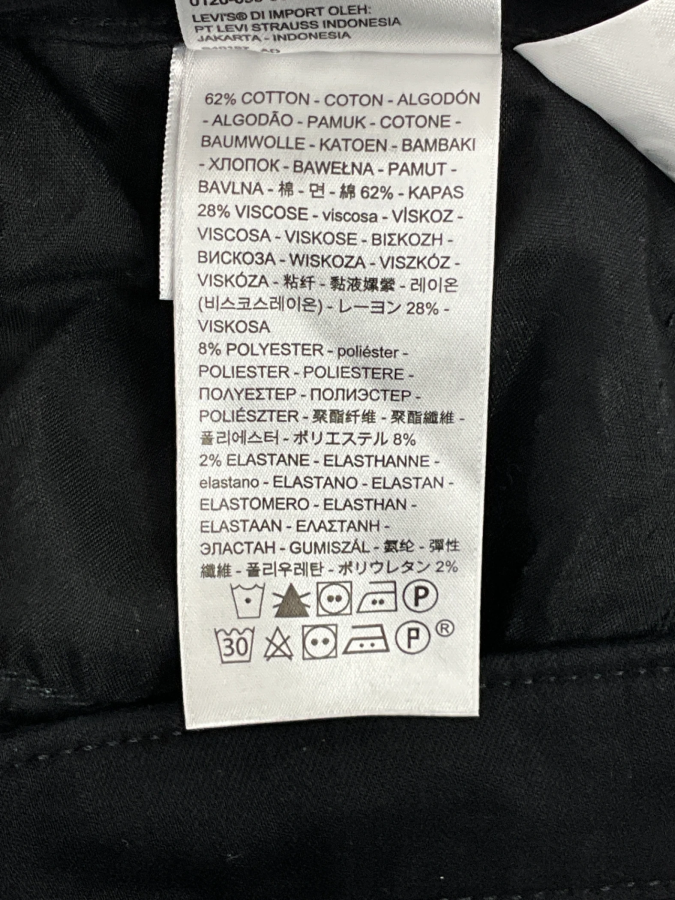 LEVI'S® DI IMPORT OLEH:
PT LEVI STRAUSS INDONESIA
JAKARTA - INDONESIA
62% COTTON - COTON - ALGODÓN
- ALGODÃO - PAMUK - COTONE -
BAUMWOLLE - KATOEN - BAMBAKI
- ХЛОПОК - BAWEŁNA - PAMUT -
BAVLNA - 棉 - 면 - 綿 62% - KAPAS
28% VISCOSE - viscosa - VİSKOZ -
VISCOSA - VISKOSE - ΒΙΣΚΟΖΗ -
ВИСКОЗА - WISKOZA - VISZKÓZ -
VISKÓZA - 粘纤 - 黏液嫘縈 - 레이온
(비스코스레이온) - レーヨン 28% -
VISKOSA
8% POLYESTER - poliéster -
POLIESTER - POLIESTERE -
ΠΟΛΥΕΣΤΕΡ - ПОЛИЭСТЕР -
POLIÉSZTER - 聚酯纤维 - 聚酯纖維 -
폴리에스터 - ポリエステル 8%
2% ELASTANE - ELASTHANNE -
elastano - ELASTANO - ELASTAN -
ELASTOMERO - ELASTHAN -
ELASTAAN - ΕΛΑΣΤΑΝΗ -
ЭЛАСТАН - GUMISZÁL - 氨纶 - 彈性
纖維 - 폴리우레탄 - ポリウレタン 2%
P
30 P ®